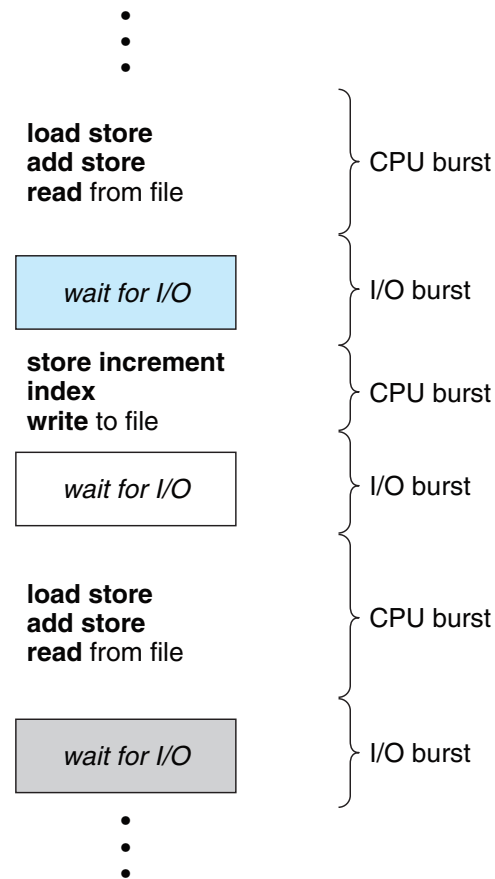 load store
add store
read from file
CPU burst
wait for I/O
I/O burst
store increment
index
write to file
CPU burst
wait for I/O
I/O burst
load store
add store
read from file
CPU burst
wait for I/O
I/O burst